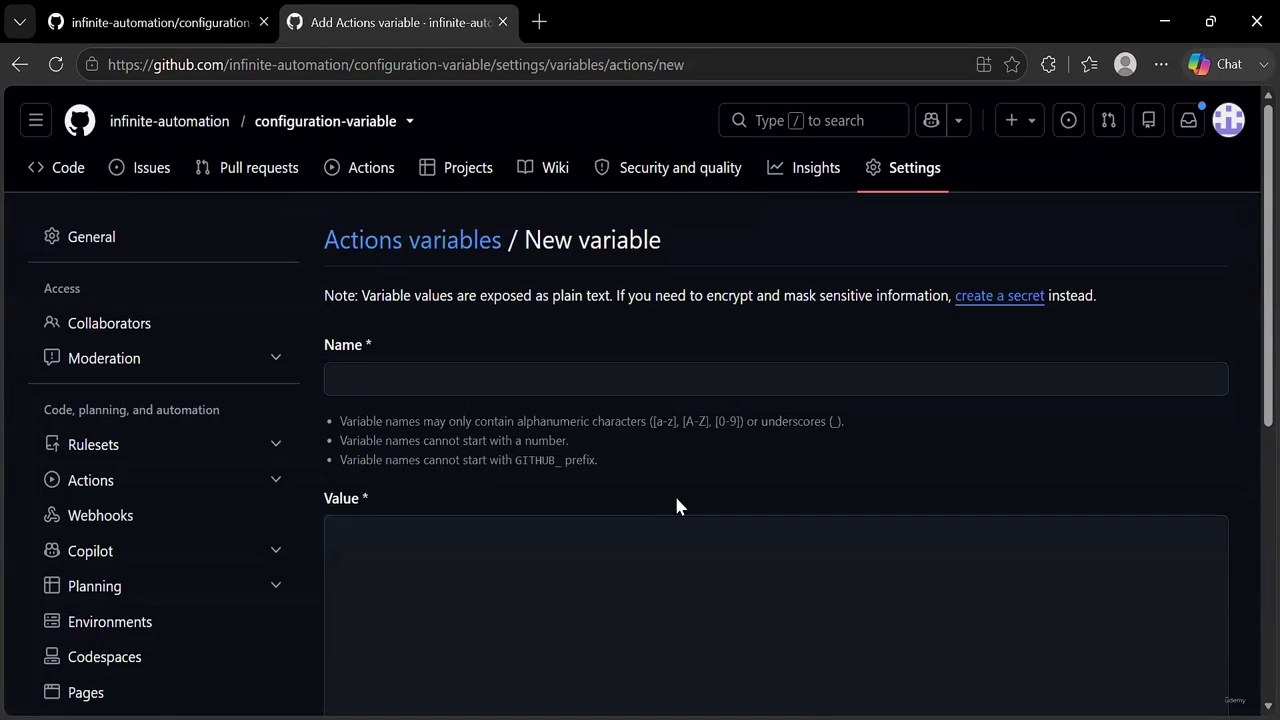 infinite-automation/configuration
Add Actions variable · infinite-auto
https://github.com/infinite-automation/configuration-variable/settings/variables/actions/new
Chat
infinite-automation / configuration-variable
Type / to search
Code
Issues
Pull requests
Actions
Projects
Wiki
Security and quality
Insights
Settings
General
Access
Collaborators
Moderation
Code, planning, and automation
Rulesets
Actions
Webhooks
Copilot
Planning
Environments
Codespaces
Pages
Actions variables / New variable
Note: Variable values are exposed as plain text. If you need to encrypt and mask sensitive information, create a secret instead.
Name *
• Variable names may only contain alphanumeric characters ([a-z], [A-Z], [0-9]) or underscores (_).
• Variable names cannot start with a number.
• Variable names cannot start with GITHUB_ prefix.
Value *
Udemy